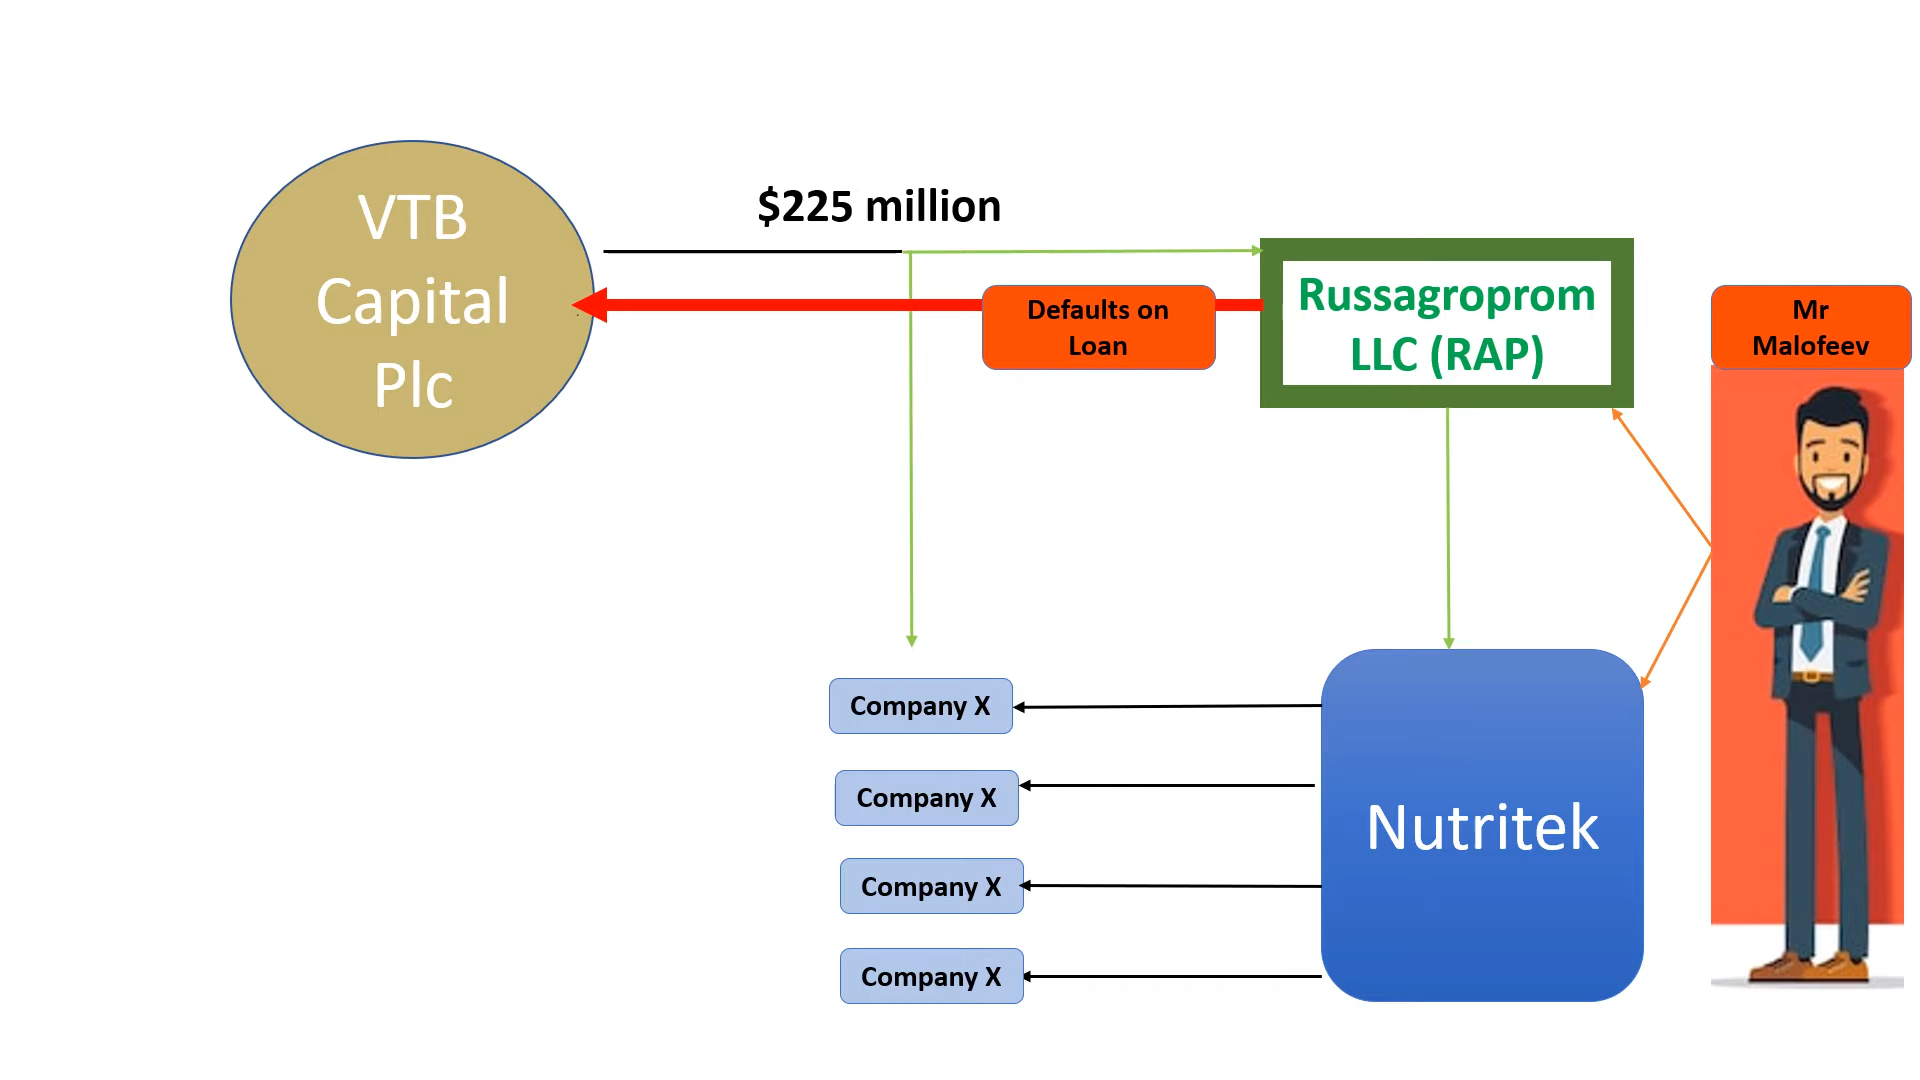 $225 million
VTB
Capital
Plc
Defaults on
Loan
Russagroprom
LLC (RAP)
Mr
Malofeev
Company X
Company X
Company X
Company X
Nutritek